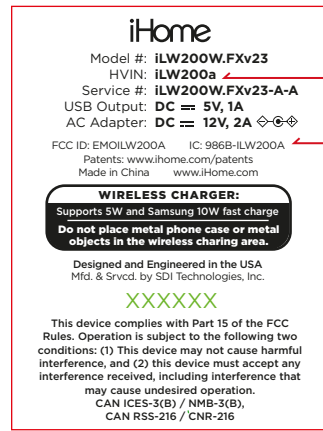 iHome
Model #: iLW200W.FXv23
HVIN: iLW200a
Service #: iLW200W.FXv23-A-A
USB Output: DC ⎓ 5V, 1A
AC Adapter: DC ⎓ 12V, 2A
FCC ID: EMOILW200A IC: 986B-ILW200A
Patents: www.ihome.com/patents
Made in China www.iHome.com
WIRELESS CHARGER:
Supports 5W and Samsung 10W fast charge
Do not place metal phone case or metal
objects in the wireless charing area.
Designed and Engineered in the USA
Mfd. & Srvcd. by SDI Technologies, Inc.
XXXXXX
This device complies with Part 15 of the FCC
Rules. Operation is subject to the following two
conditions: (1) This device may not cause harmful
interference, and (2) this device must accept any
interference received, including interference that
may cause undesired operation.
CAN ICES-3(B) / NMB-3(B),
CAN RSS-216 / CNR-216